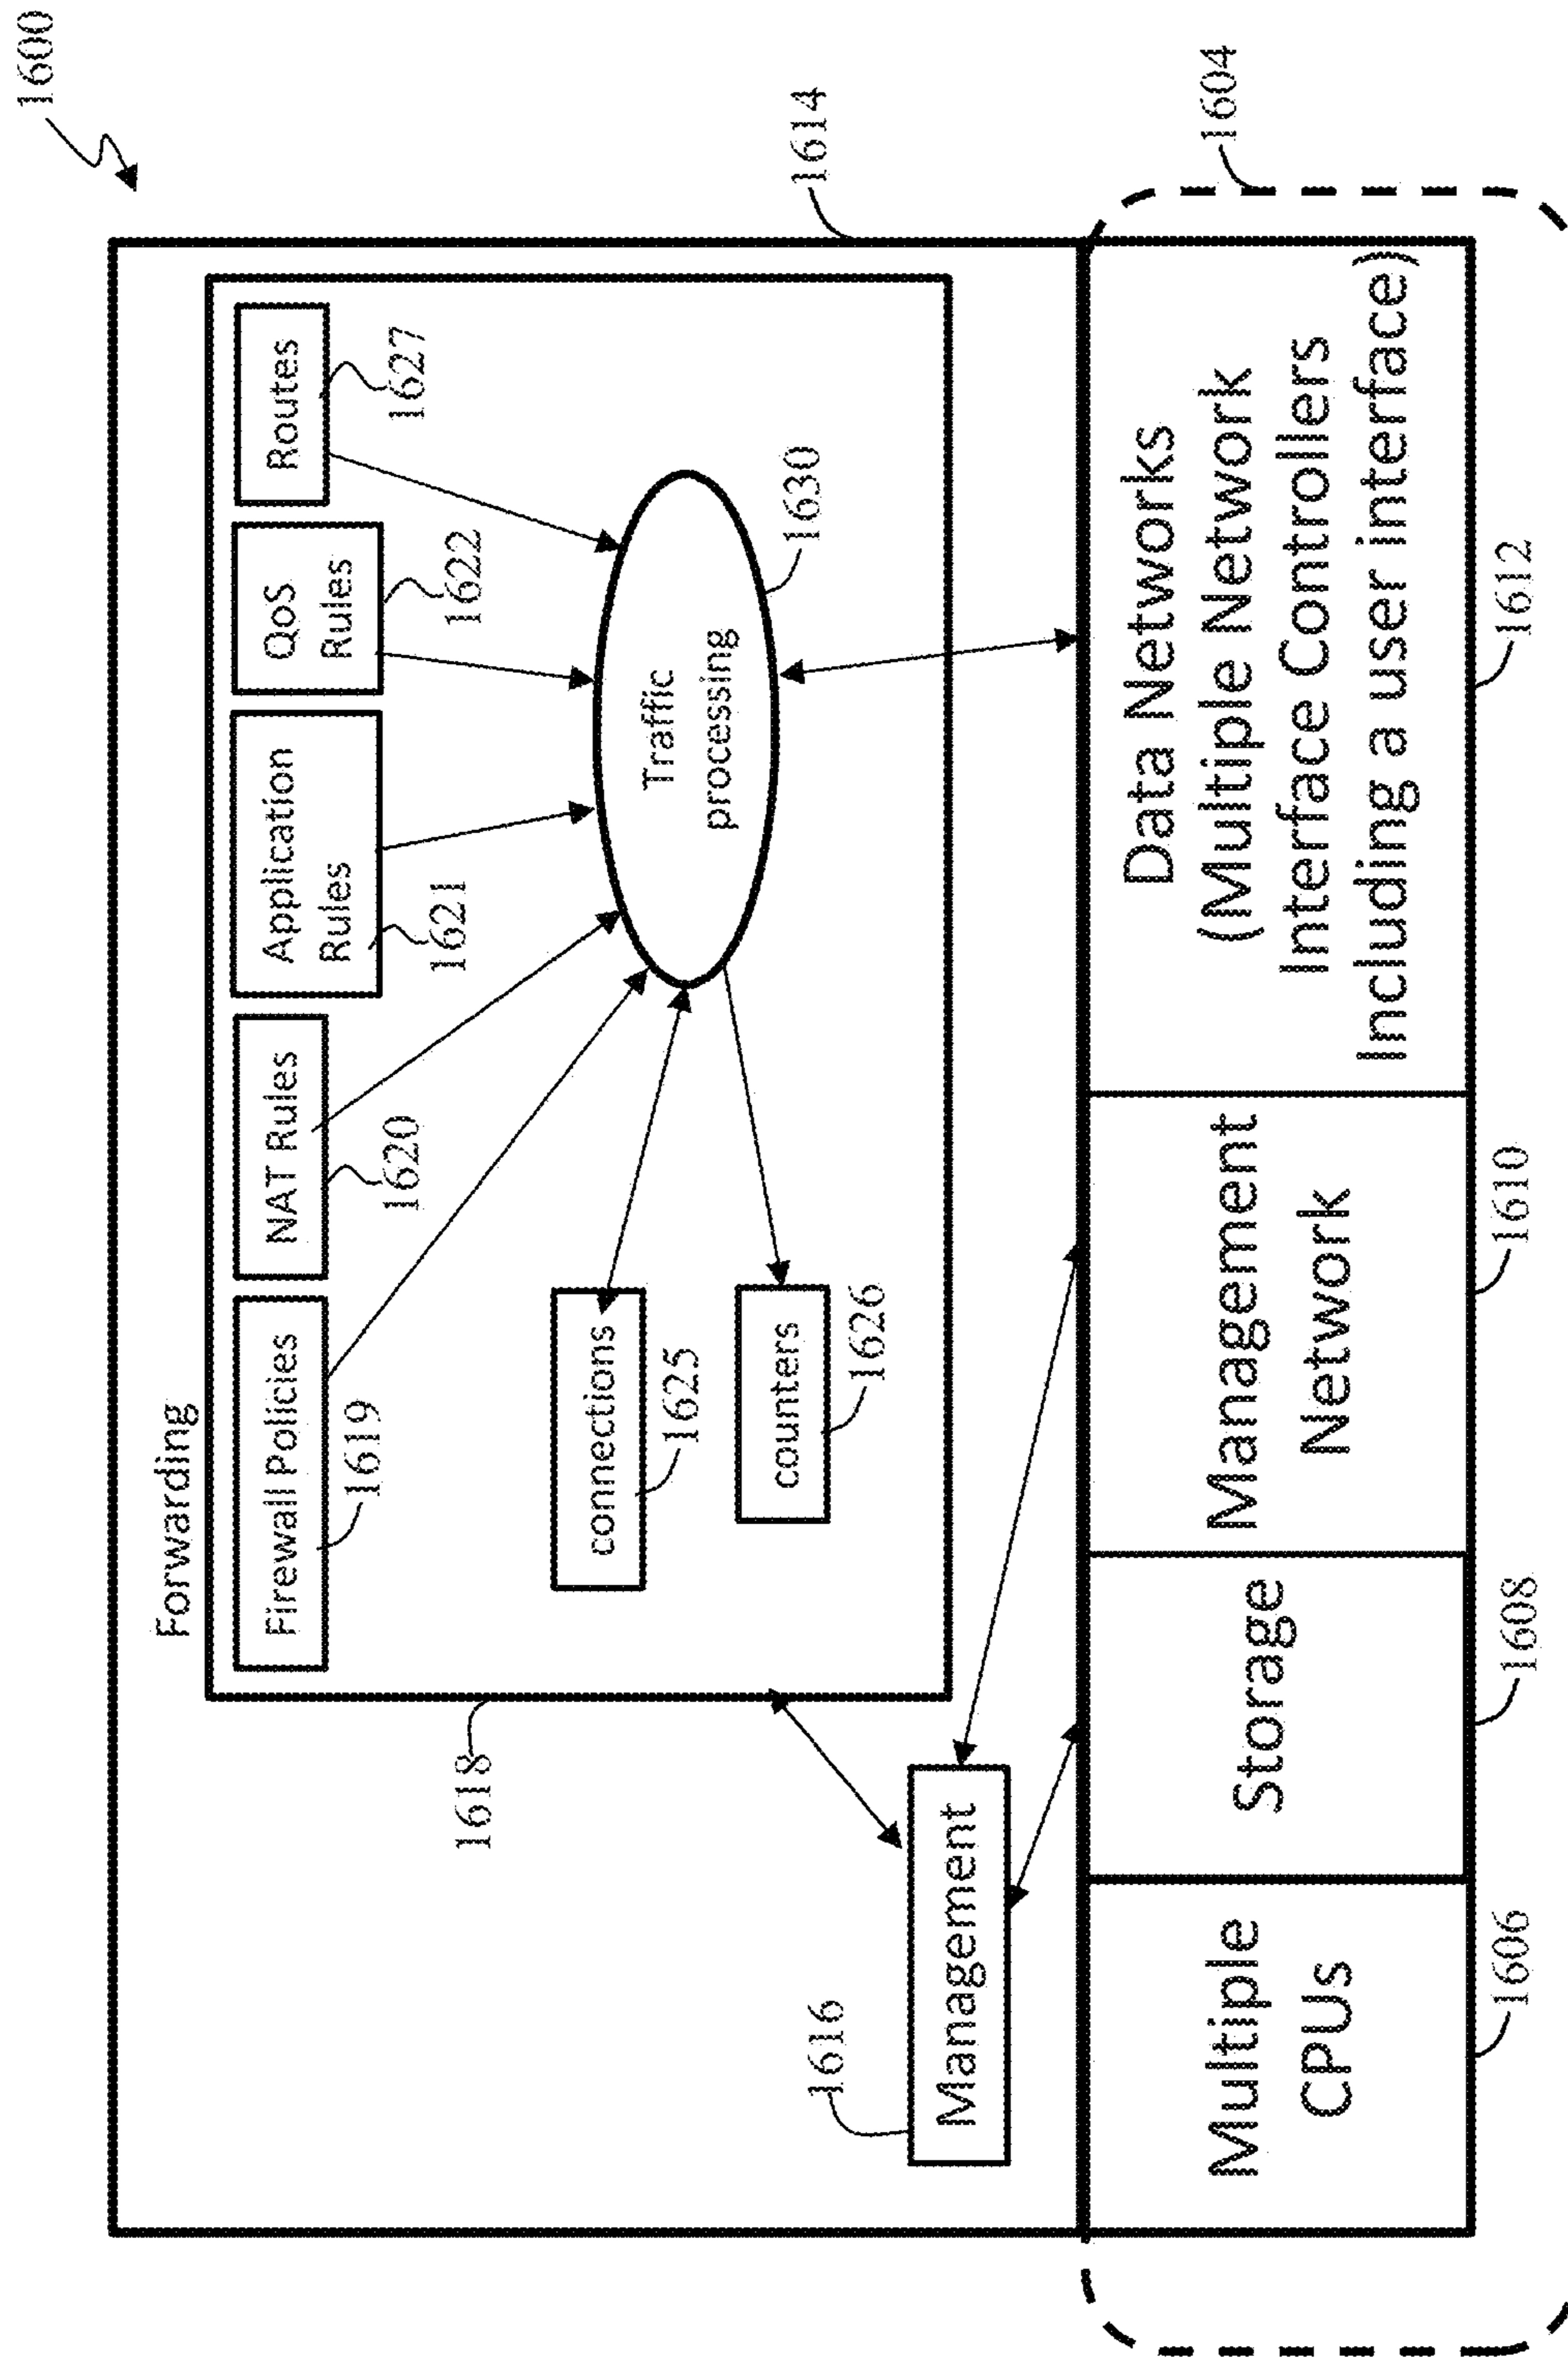 1600
Forwarding
Firewall Policies
1619
NAT Rules
1620
Application
Rules
1621
QoS
Rules
1622
Routes
1627
1618
connections
1625
counters
1626
Traffic
processing
1630
1614
1616
Management
1604
Multiple
CPUs
1606
Storage
1608
Management
Network
1610
Data Networks
(Multiple Network
Interface Controllers
Including a user interface)
1612